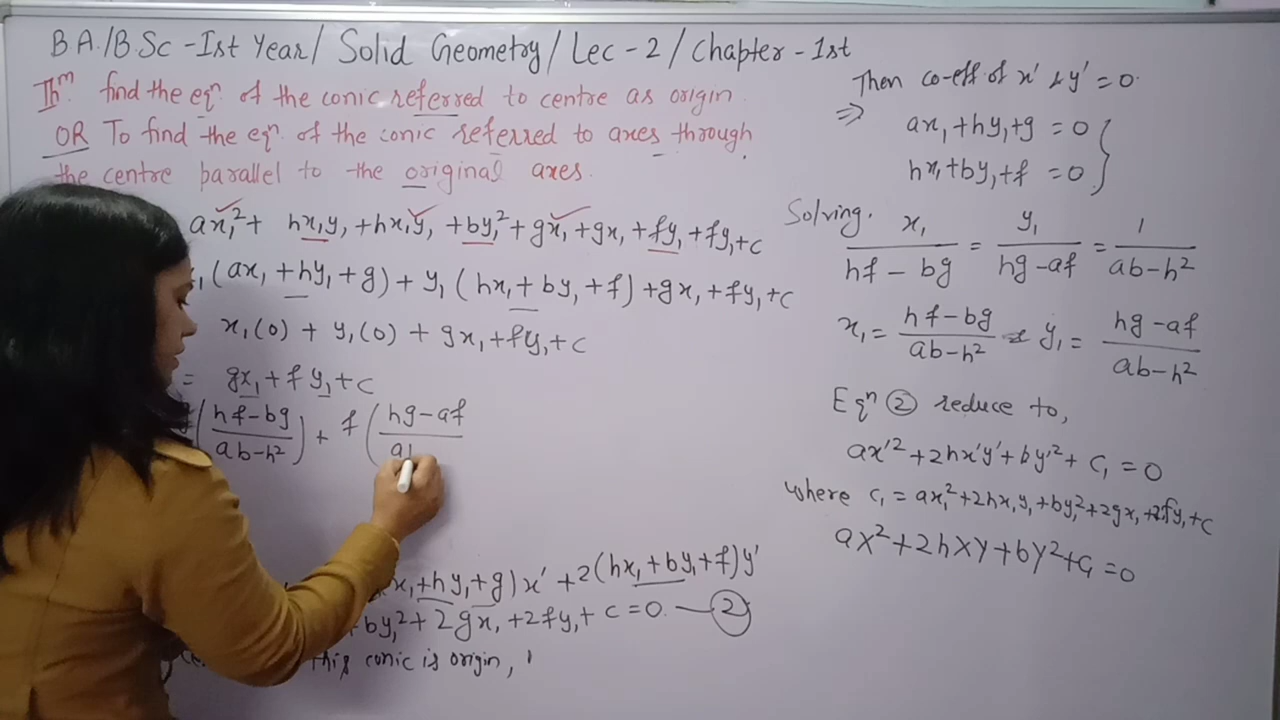 BA./B.Sc - Ist Year / Solid Geometry / Lec - 2 / Chapter - 1st
Thm. find the eqn. of the conic referred to centre as origin.
OR To find the eqn. of the conic referred to axes through
the centre parallel to the original axes.
ax₁² + hx₁y₁ + hx₁y₁ + by₁² + gx₁ + gx₁ + fy₁ + fy₁ + c
₁(ax₁ + hy₁ + g) + y₁(hx₁ + by₁ + f) + gx₁ + fy₁ + c
x₁(0) + y₁(0) + gx₁ + fy₁ + c
= gx₁ + fy₁ + c
g(hf - bg / ab - h²) + f(hg - af / ab
x₁ + hy₁ + g)x' + 2(hx₁ + by₁ + f)y'
+ by₁² + 2gx₁ + 2fy₁ + c = 0. — ②
this conic is origin,
Then co-eff. of x' & y' = 0.
⇒ ax₁ + hy₁ + g = 0 }
hx₁ + by₁ + f = 0
Solving.
x₁ / hf - bg = y₁ / hg - af = 1 / ab - h²
x₁ = hf - bg / ab - h² & y₁ = hg - af / ab - h²
Eqn ② reduce to,
ax'² + 2hx'y' + by'² + c₁ = 0
where c₁ = ax₁² + 2hx₁y₁ + by₁² + 2gx₁ + 2fy₁ + c
ax² + 2hxy + by² + c₁ = 0